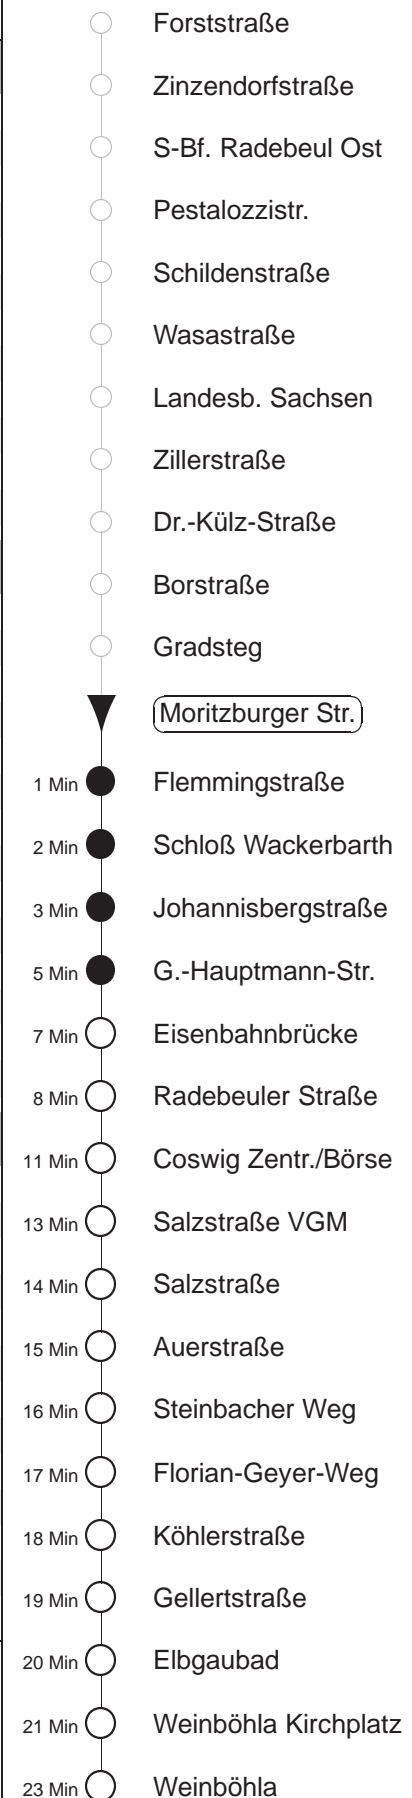 Forststraße
Zinzendorfstraße
S-Bf. Radebeul Ost
Pestalozzistr.
Schildenstraße
Wasastraße
Landesb. Sachsen
Zillerstraße
Dr.-Külz-Straße
Borstraße
Gradsteg
Moritzburger Str.
1 Min Flemmingstraße
2 Min Schloß Wackerbarth
3 Min Johannisbergstraße
5 Min G.-Hauptmann-Str.
7 Min Eisenbahnbrücke
8 Min Radebeuler Straße
11 Min Coswig Zentr./Börse
13 Min Salzstraße VGM
14 Min Salzstraße
15 Min Auerstraße
16 Min Steinbacher Weg
17 Min Florian-Geyer-Weg
18 Min Köhlerstraße
19 Min Gellertstraße
20 Min Elbgaubad
21 Min Weinböhla Kirchplatz
23 Min Weinböhla